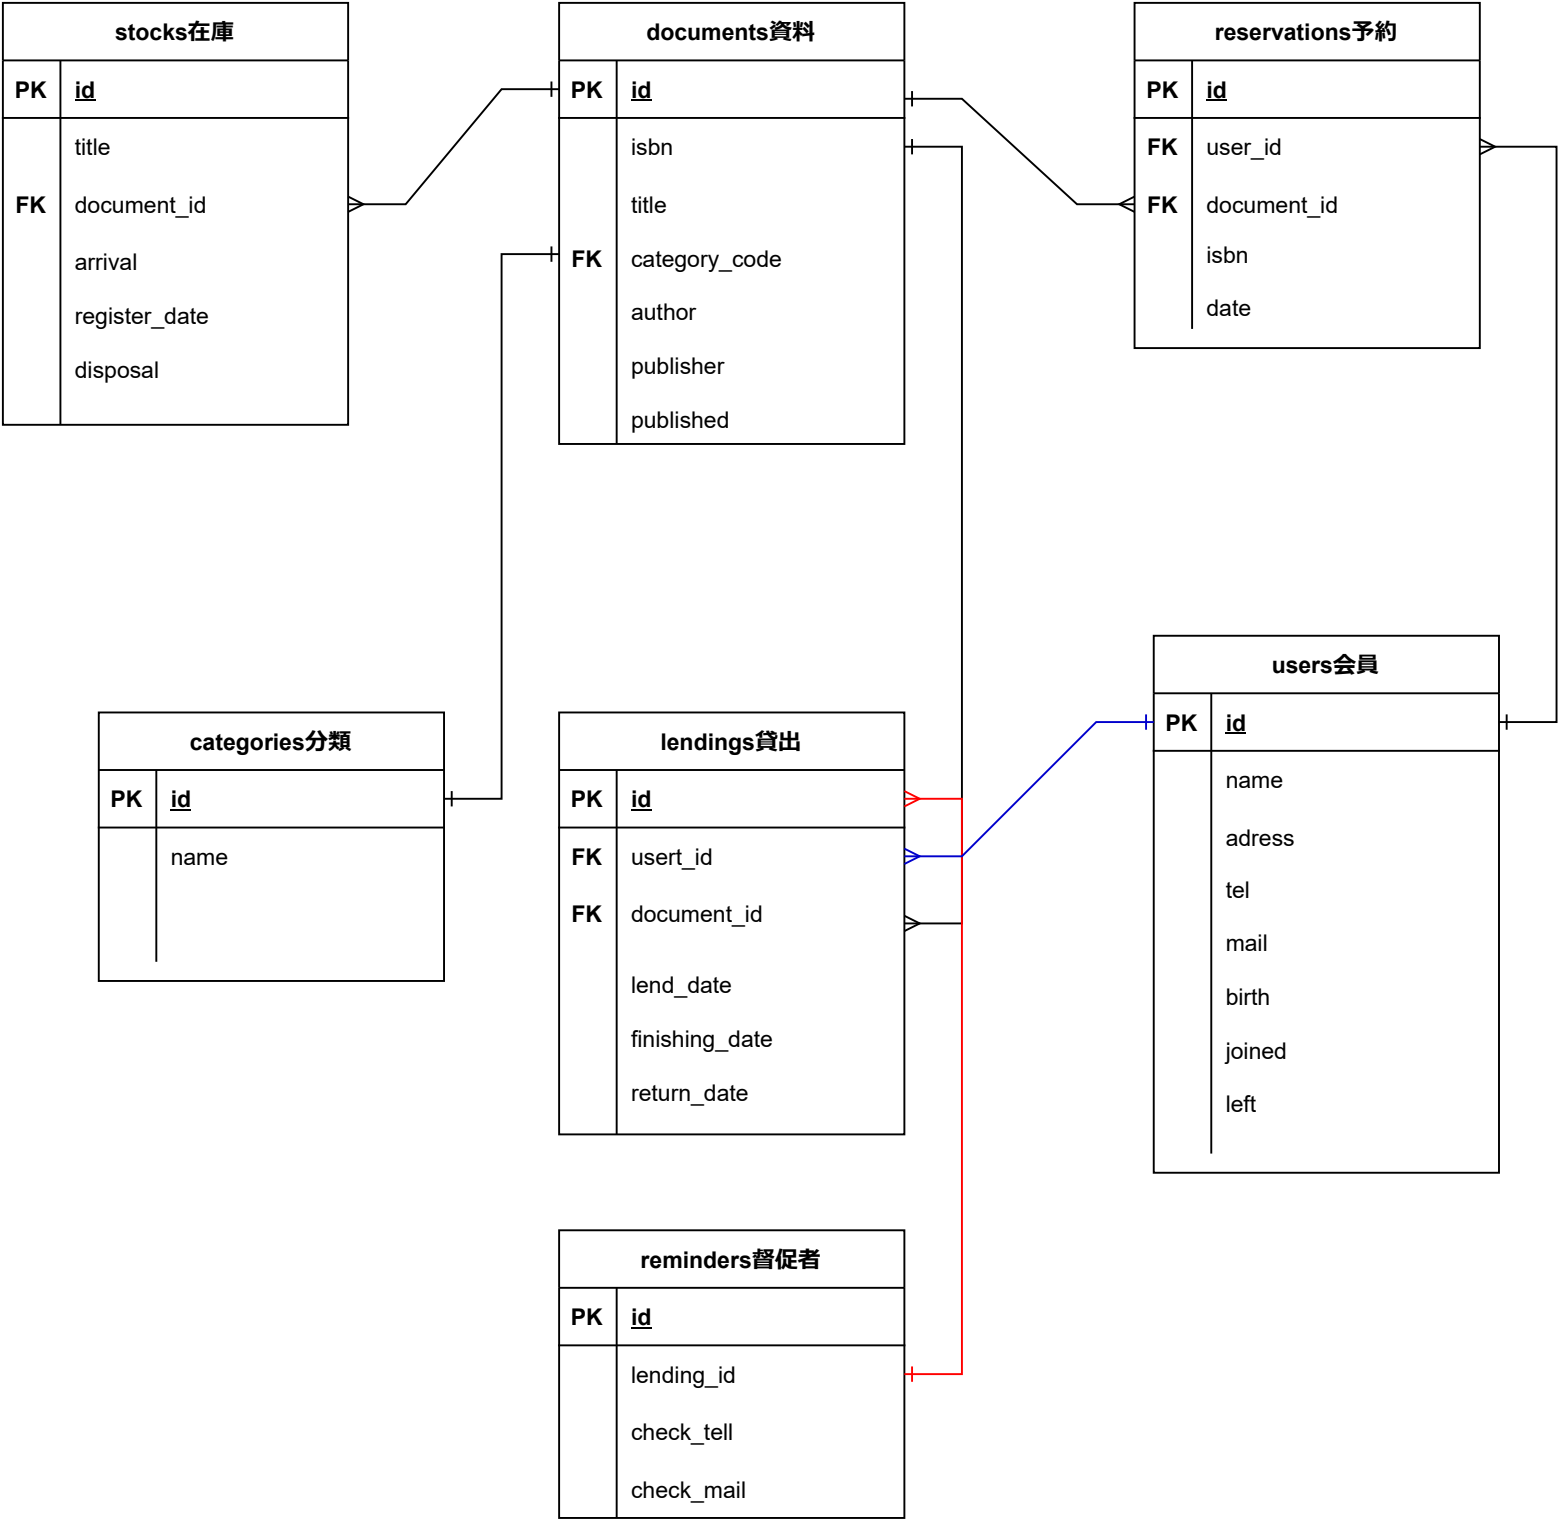 stocks在庫
PK id
title
FK document_id
arrival
register_date
disposal
documents資料
PK id
isbn
title
FK category_code
author
publisher
published
reservations予約
PK id
FK user_id
FK document_id
isbn
date
categories分類
PK id
name
lendings貸出
PK id
FK usert_id
FK document_id
lend_date
finishing_date
return_date
users会員
PK id
name
adress
tel
mail
birth
joined
left
reminders督促者
PK id
lending_id
check_tell
check_mail